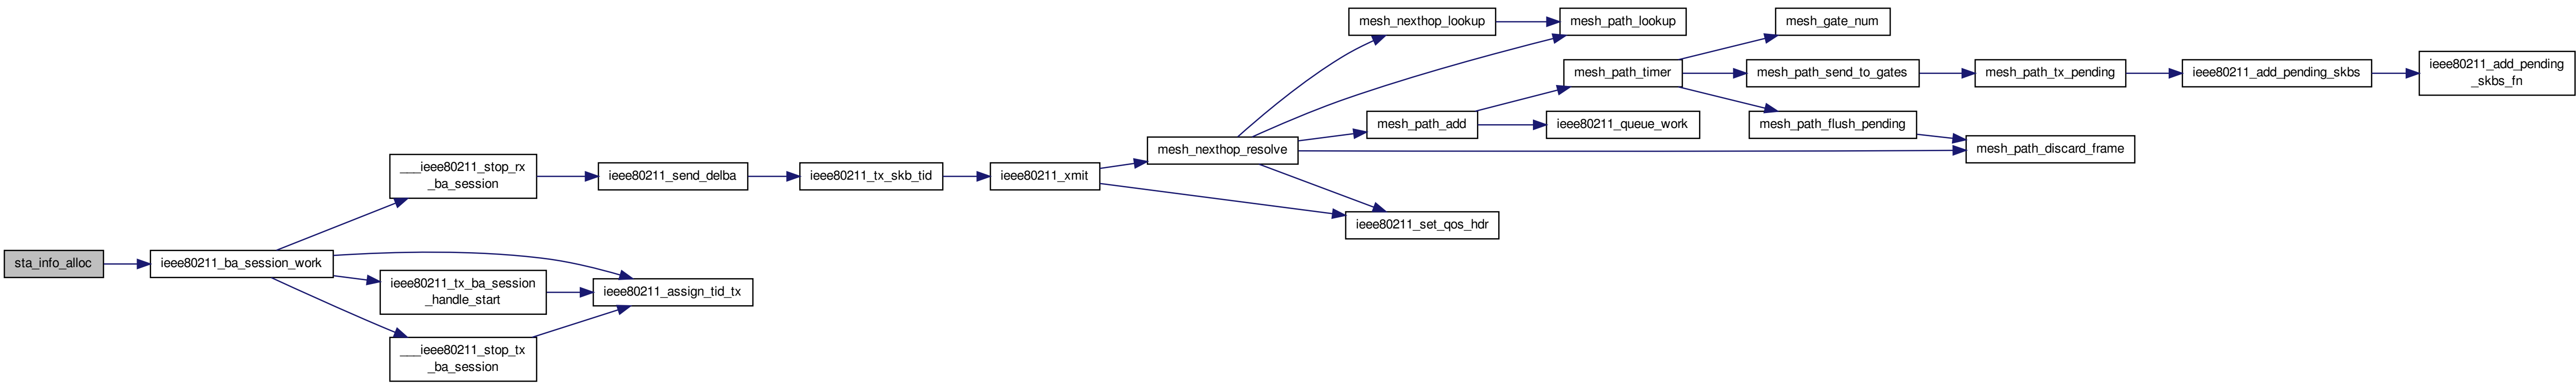 sta_info_alloc
ieee80211_ba_session_work
___ieee80211_stop_rx
_ba_session
ieee80211_tx_ba_session
_handle_start
___ieee80211_stop_tx
_ba_session
ieee80211_send_delba
ieee80211_assign_tid_tx
ieee80211_tx_skb_tid
ieee80211_xmit
mesh_nexthop_resolve
mesh_nexthop_lookup
mesh_path_add
ieee80211_set_qos_hdr
mesh_path_lookup
mesh_path_timer
ieee80211_queue_work
mesh_gate_num
mesh_path_send_to_gates
mesh_path_flush_pending
mesh_path_tx_pending
mesh_path_discard_frame
ieee80211_add_pending_skbs
ieee80211_add_pending
_skbs_fn